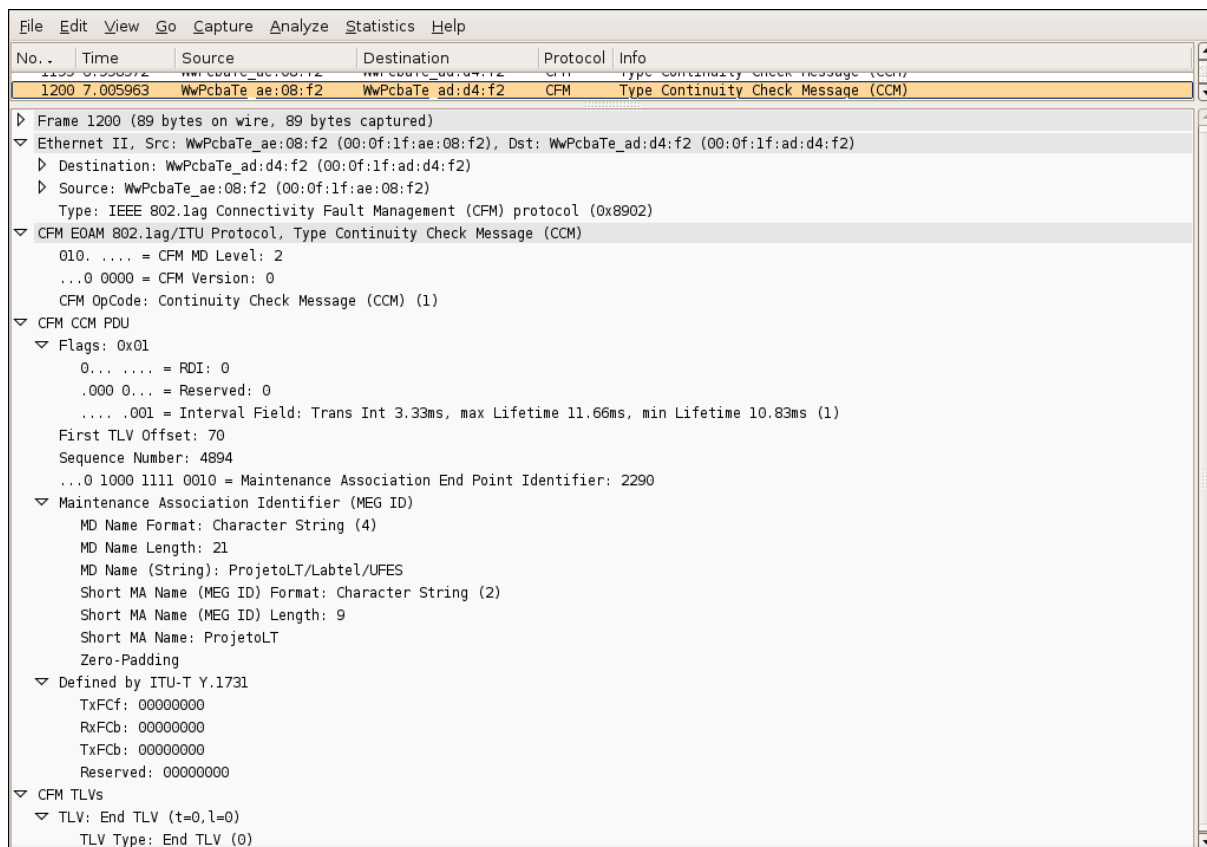 File Edit View Go Capture Analyze Statistics Help
No. . Time Source Destination Protocol Info
1200 7.005963 WwPcbaTe_ae:08:f2 WwPcbaTe_ad:d4:f2 CFM Type Continuity Check Message (CCM)
Frame 1200 (89 bytes on wire, 89 bytes captured)
Ethernet II, Src: WwPcbaTe_ae:08:f2 (00:0f:1f:ae:08:f2), Dst: WwPcbaTe_ad:d4:f2 (00:0f:1f:ad:d4:f2)
Destination: WwPcbaTe_ad:d4:f2 (00:0f:1f:ad:d4:f2)
Source: WwPcbaTe_ae:08:f2 (00:0f:1f:ae:08:f2)
Type: IEEE 802.1ag Connectivity Fault Management (CFM) protocol (0x8902)
CFM EOAM 802.1ag/ITU Protocol, Type Continuity Check Message (CCM)
010. .... = CFM MD Level: 2
...0 0000 = CFM Version: 0
CFM OpCode: Continuity Check Message (CCM) (1)
CFM CCM PDU
Flags: 0x01
0... .... = RDI: 0
.000 0... = Reserved: 0
.... .001 = Interval Field: Trans Int 3.33ms, max Lifetime 11.66ms, min Lifetime 10.83ms (1)
First TLV Offset: 70
Sequence Number: 4894
...0 1000 1111 0010 = Maintenance Association End Point Identifier: 2290
Maintenance Association Identifier (MEG ID)
MD Name Format: Character String (4)
MD Name Length: 21
MD Name (String): ProjetoLT/Labtel/UFES
Short MA Name (MEG ID) Format: Character String (2)
Short MA Name (MEG ID) Length: 9
Short MA Name: ProjetoLT
Zero-Padding
Defined by ITU-T Y.1731
TxFCf: 00000000
RxFCb: 00000000
TxFCb: 00000000
Reserved: 00000000
CFM TLVs
TLV: End TLV (t=0,l=0)
TLV Type: End TLV (0)